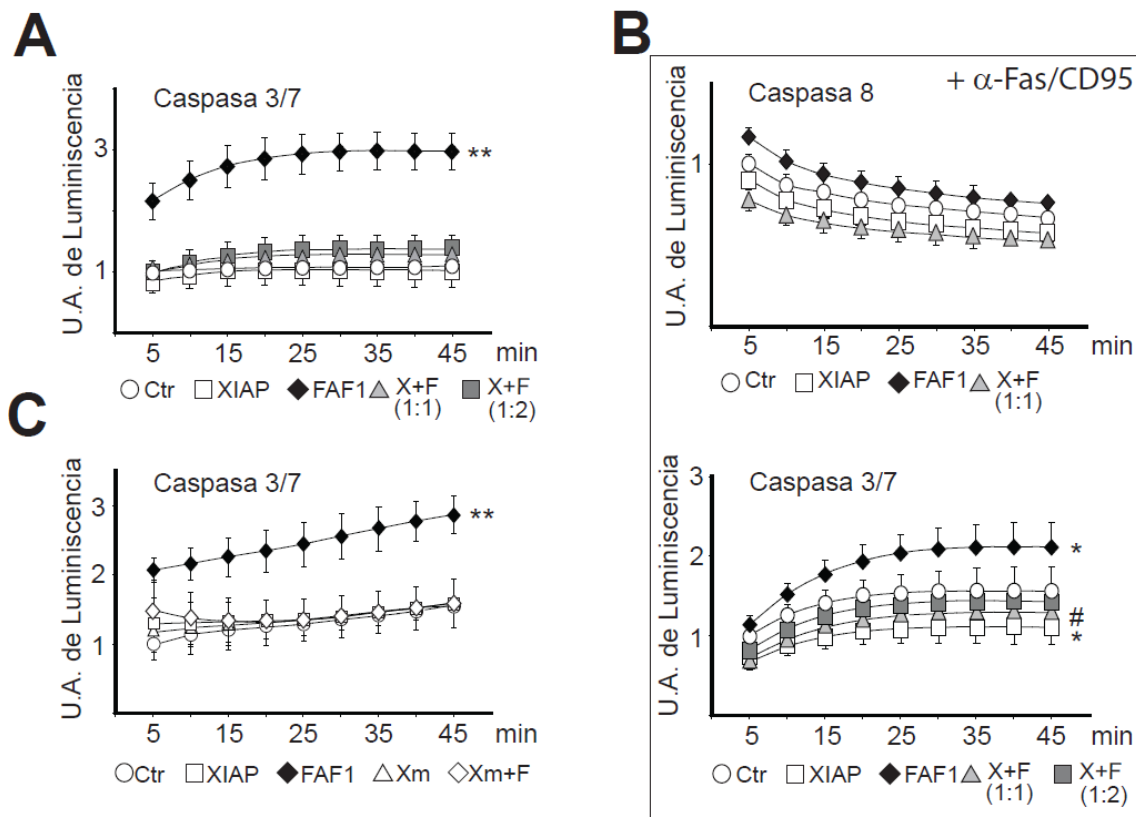 A
Caspasa 3/7
U.A. de Luminiscencia
3
**
1
5 15 25 35 45 min
Ctr XIAP FAF1 X+F (1:1) X+F (1:2)
B
+ α-Fas/CD95
Caspasa 8
U.A. de Luminiscencia
1
5 15 25 35 45 min
Ctr XIAP FAF1 X+F (1:1)
Caspasa 3/7
U.A. de Luminiscencia
3
2
1
*
#
*
5 15 25 35 45 min
Ctr XIAP FAF1 X+F (1:1) X+F (1:2)
C
Caspasa 3/7
U.A. de Luminiscencia
3
2
1
**
5 15 25 35 45 min
Ctr XIAP FAF1 Xm Xm+F